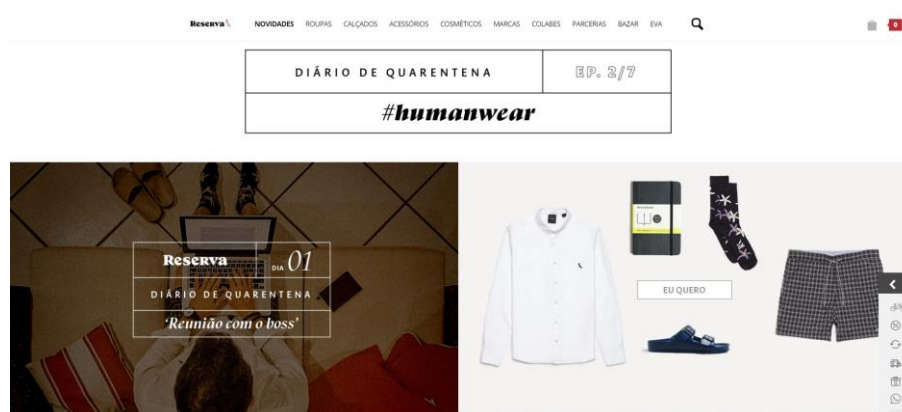 Reserva
NOVIDADES ROUPAS CALÇADOS ACESSÓRIOS COSMÉTICOS MARCAS COLABES PARCERIAS BAZAR EVA
0
DIÁRIO DE QUARENTENA
EP. 2/7
#humanwear
Reserva
DIA 01
DIÁRIO DE QUARENTENA
‘Reunião com o boss’
EU QUERO